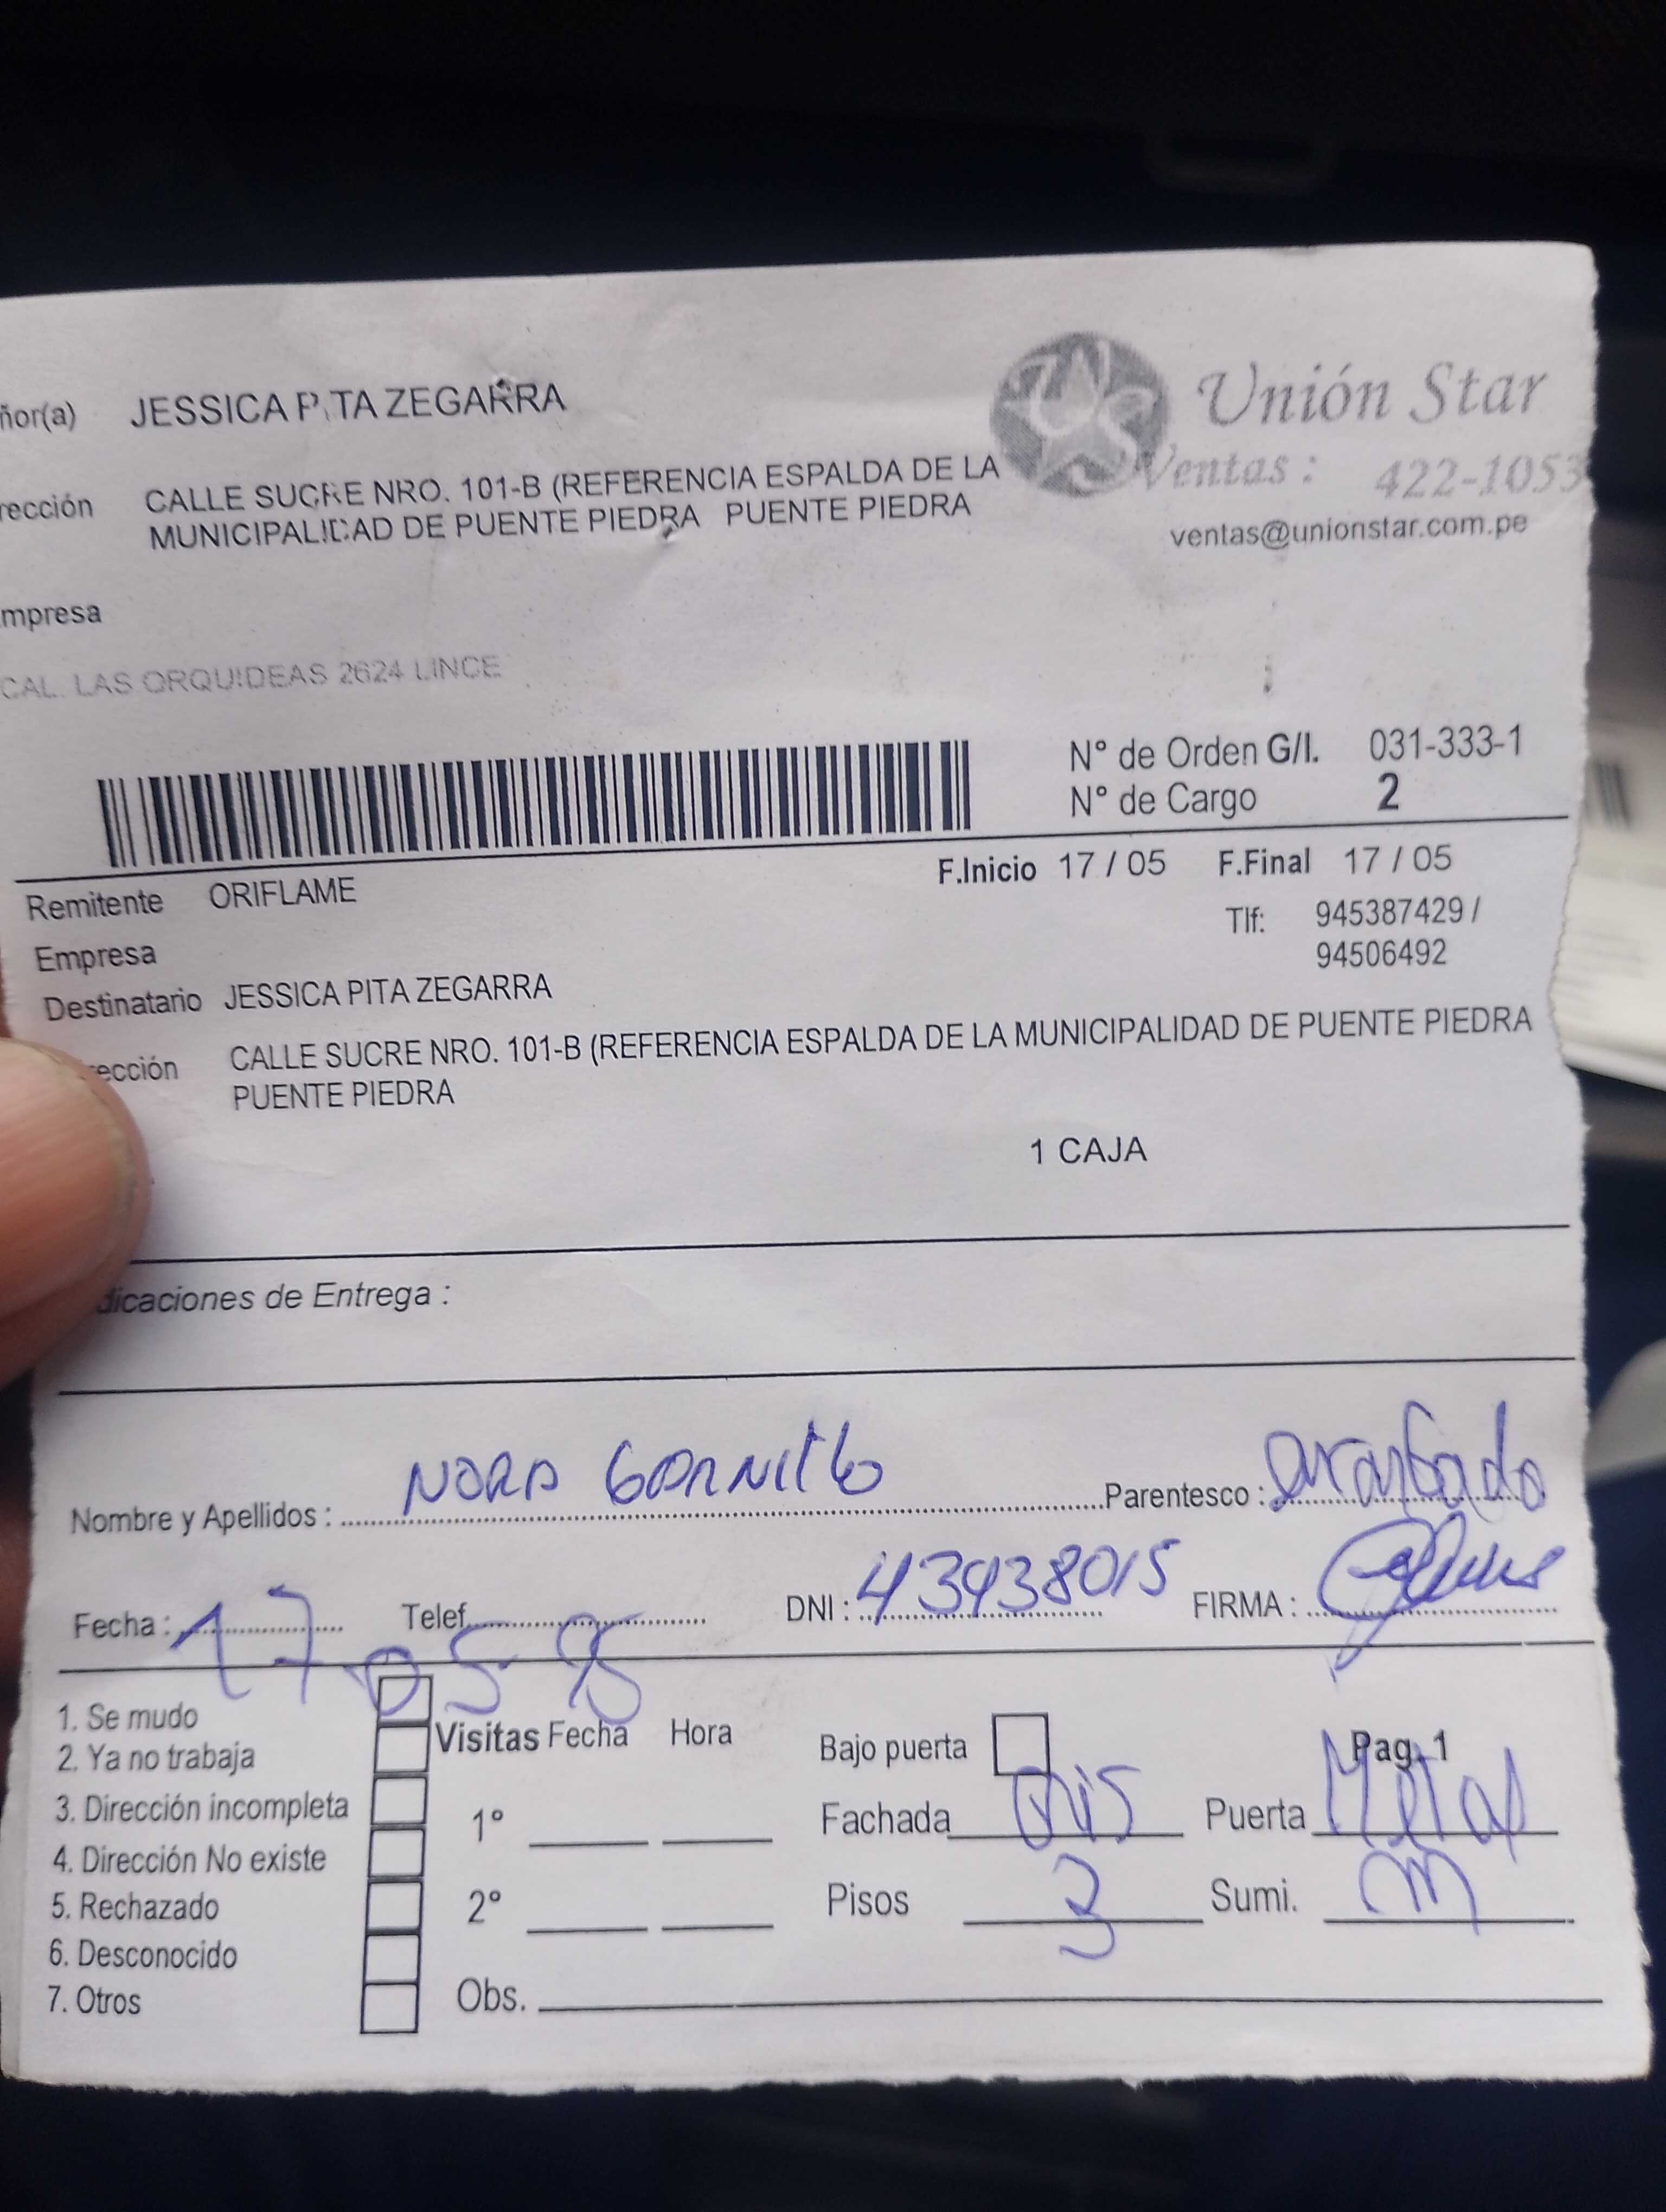 ñor(a) JESSICA PITA ZEGARRA
Unión Star
Ventas : 422-1053
rección CALLE SUCRE NRO. 101-B (REFERENCIA ESPALDA DE LA
MUNICIPALIDAD DE PUENTE PIEDRA PUENTE PIEDRA
ventas@unionstar.com.pe
mpresa
CAL. LAS ORQUIDEAS 2624 LINCE
N° de Orden G/I. 031-333-1
N° de Cargo 2
F.Inicio 17 / 05 F.Final 17 / 05
Remitente ORIFLAME
Tlf: 945387429 /
94506492
Empresa
Destinatario JESSICA PITA ZEGARRA
ección CALLE SUCRE NRO. 101-B (REFERENCIA ESPALDA DE LA MUNICIPALIDAD DE PUENTE PIEDRA
PUENTE PIEDRA
1 CAJA
dicaciones de Entrega :
Nombre y Apellidos : NORA Parentesco :
Fecha : 17 05 Telef. DNI : 43938015 FIRMA :
1. Se mudo
2. Ya no trabaja
3. Dirección incompleta
4. Dirección No existe
5. Rechazado
6. Desconocido
7. Otros
Visitas Fecha Hora
1°
2°
Obs.
Bajo puerta Pag. 1
Fachada Puerta Metal
Pisos 3 Sumi. m